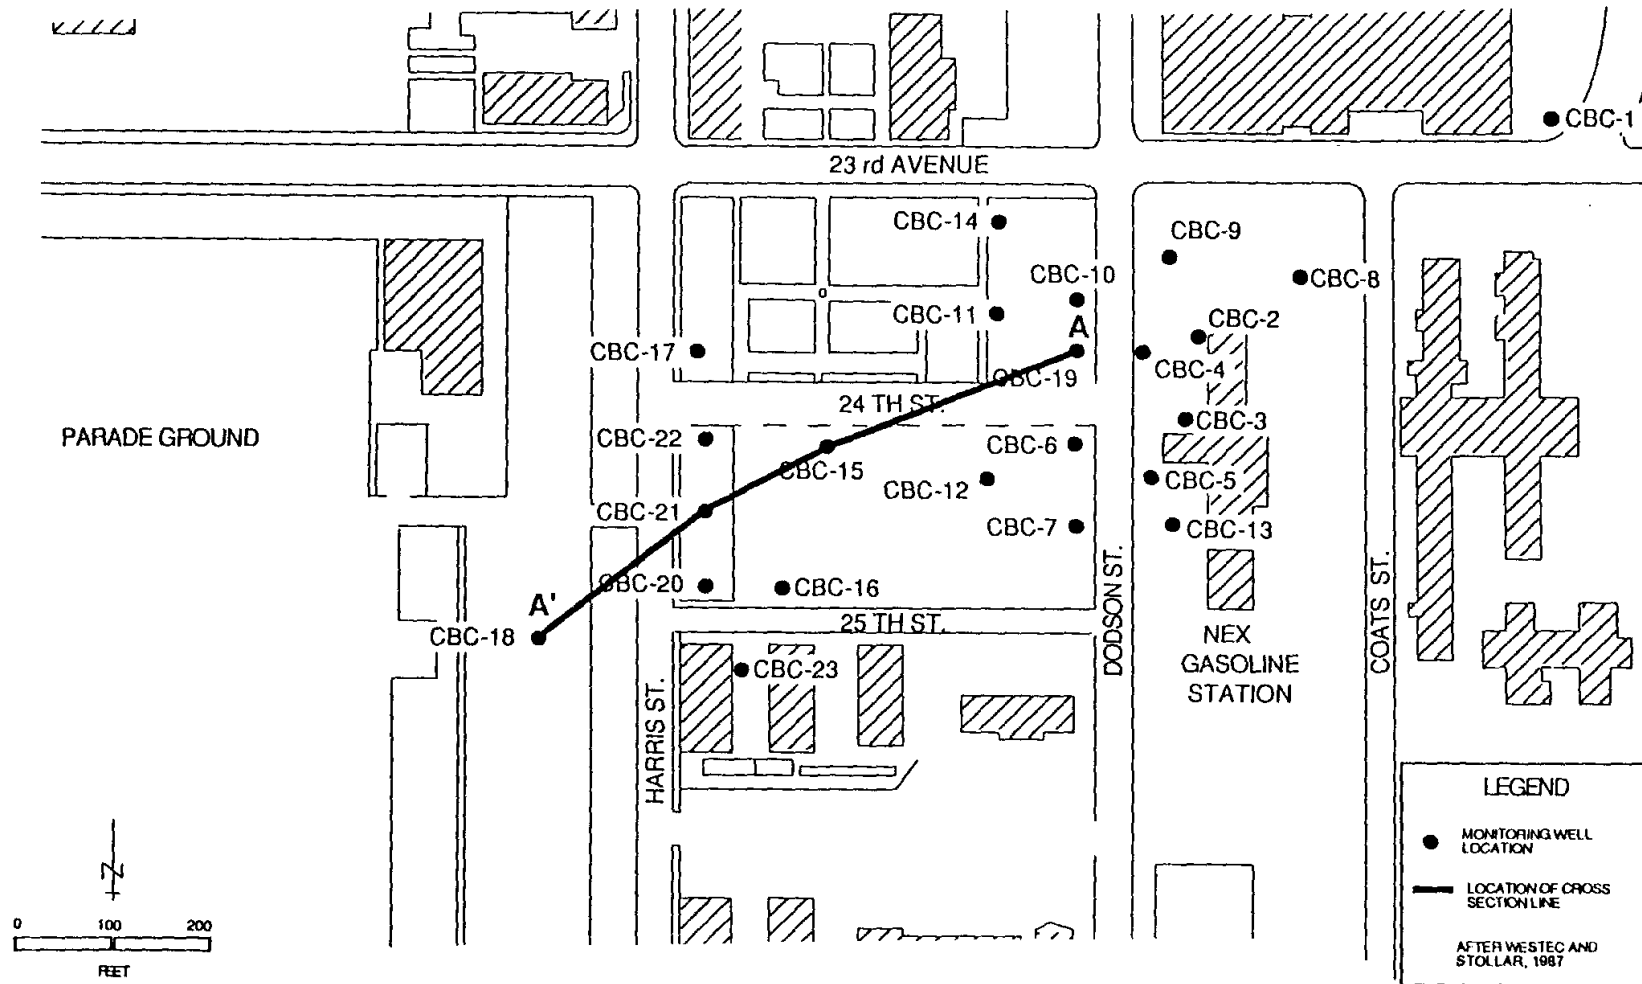 CBC-1
23 rd AVENUE
CBC-14
CBC-9
CBC-10
CBC-8
CBC-11
A
CBC-2
CBC-17
CBC-4
CBC-19
24 TH ST.
CBC-3
PARADE GROUND
CBC-22
CBC-6
CBC-15
CBC-12
CBC-5
CBC-21
CBC-7
CBC-13
CBC-20
CBC-16
A'
CBC-18
25 TH ST.
DODSON ST.
COATS ST.
NEX
GASOLINE
STATION
CBC-23
HARRIS ST.
LEGEND
MONITORING WELL
LOCATION
LOCATION OF CROSS
SECTION LINE
AFTER WESTEC AND
STOLLAR, 1987
N
0 100 200
FEET